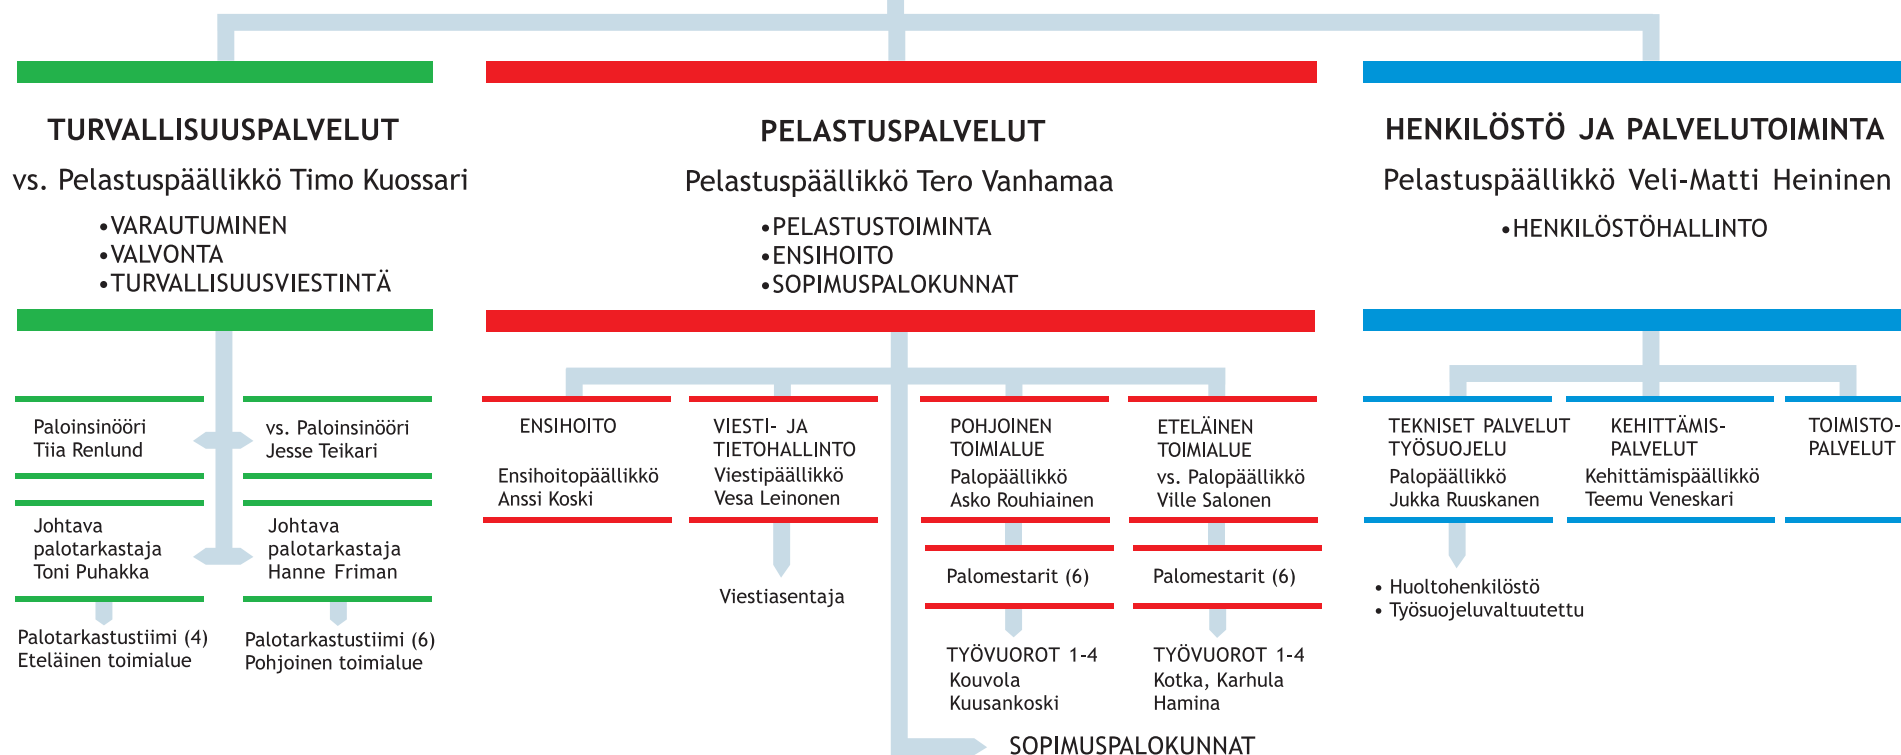 TURVALLISUUSPALVELUT
vs. Pelastuspäällikkö Timo Kuossari
•VARAUTUMINEN
•VALVONTA
•TURVALLISUUSVIESTINTÄ
PELASTUSPALVELUT
Pelastuspäällikkö Tero Vanhamaa
•PELASTUSTOIMINTA
•ENSIHOITO
•SOPIMUSPALOKUNNAT
HENKILÖSTÖ JA PALVELUTOIMINTA
Pelastuspäällikkö Veli-Matti Heininen
•HENKILÖSTÖHALLINTO
Paloinsinööri
Tiia Renlund
vs. Paloinsinööri
Jesse Teikari
Johtava
palotarkastaja
Toni Puhakka
Johtava
palotarkastaja
Hanne Friman
Palotarkastustiimi (4)
Eteläinen toimialue
Palotarkastustiimi (6)
Pohjoinen toimialue
ENSIHOITO
Ensihoitopäällikkö
Anssi Koski
VIESTI- JA
TIETOHALLINTO
Viestipäällikkö
Vesa Leinonen
Viestiasentaja
POHJOINEN
TOIMIALUE
Palopäällikkö
Asko Rouhiainen
Palomestarit (6)
TYÖVUOROT 1-4
Kouvola
Kuusankoski
ETELÄINEN
TOIMIALUE
vs. Palopäällikkö
Ville Salonen
Palomestarit (6)
TYÖVUOROT 1-4
Kotka, Karhula
Hamina
SOPIMUSPALOKUNNAT
TEKNISET PALVELUT
TYÖSUOJELU
Palopäällikkö
Jukka Ruuskanen
• Huoltohenkilöstö
• Työsuojeluvaltuutettu
KEHITTÄMIS-
PALVELUT
Kehittämispäällikkö
Teemu Veneskari
TOIMISTO-
PALVELUT